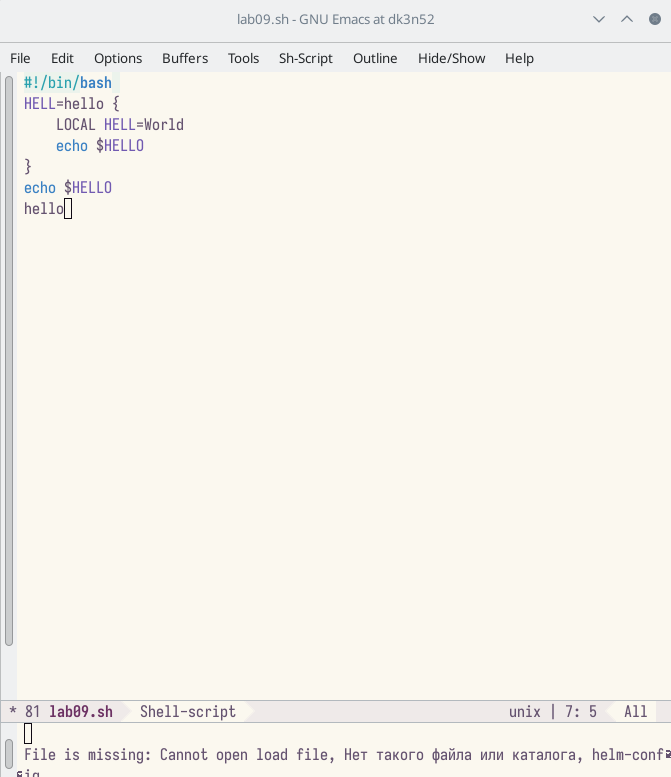 lab09.sh - GNU Emacs at dk3n52
File Edit Options Buffers Tools Sh-Script Outline Hide/Show Help
#!/bin/bash
HELL=hello {
    LOCAL HELL=World
    echo $HELLO
}
echo $HELLO
hello
* 81 lab09.sh Shell-script unix | 7: 5 All
File is missing: Cannot open load file, Нет такого файла или каталога, helm-conf
ig